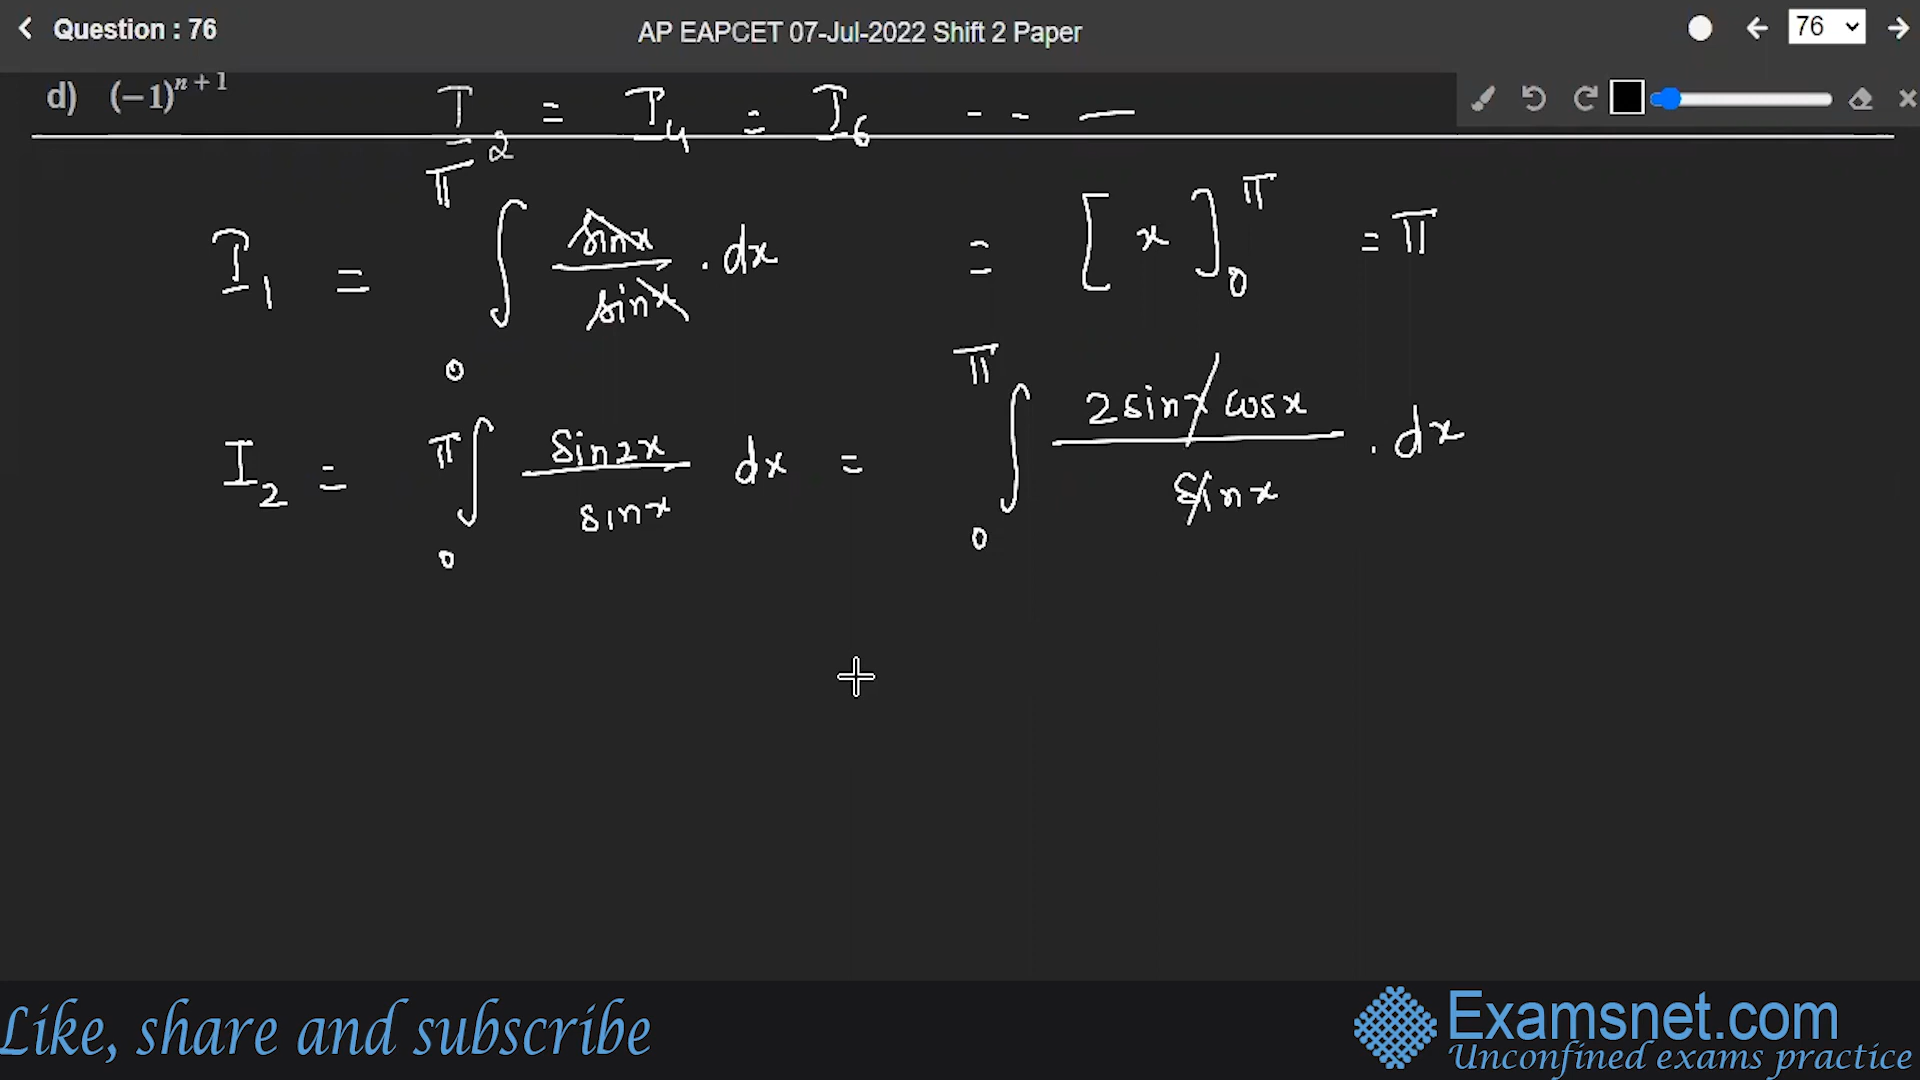 Question : 76 AP EAPCET 07-Jul-2022 Shift 2 Paper 76
d) (−1)^{n+1} I_2 = I_4 = I_6 - - —
I_1 = ∫_0^π sinx/sinx . dx = [x]_0^π = π
I_2 = ∫_0^π sin2x/sinx dx = ∫_0^π 2sinx cosx/sinx . dx
Like, share and subscribe
Examsnet.com
Unconfined exams practice